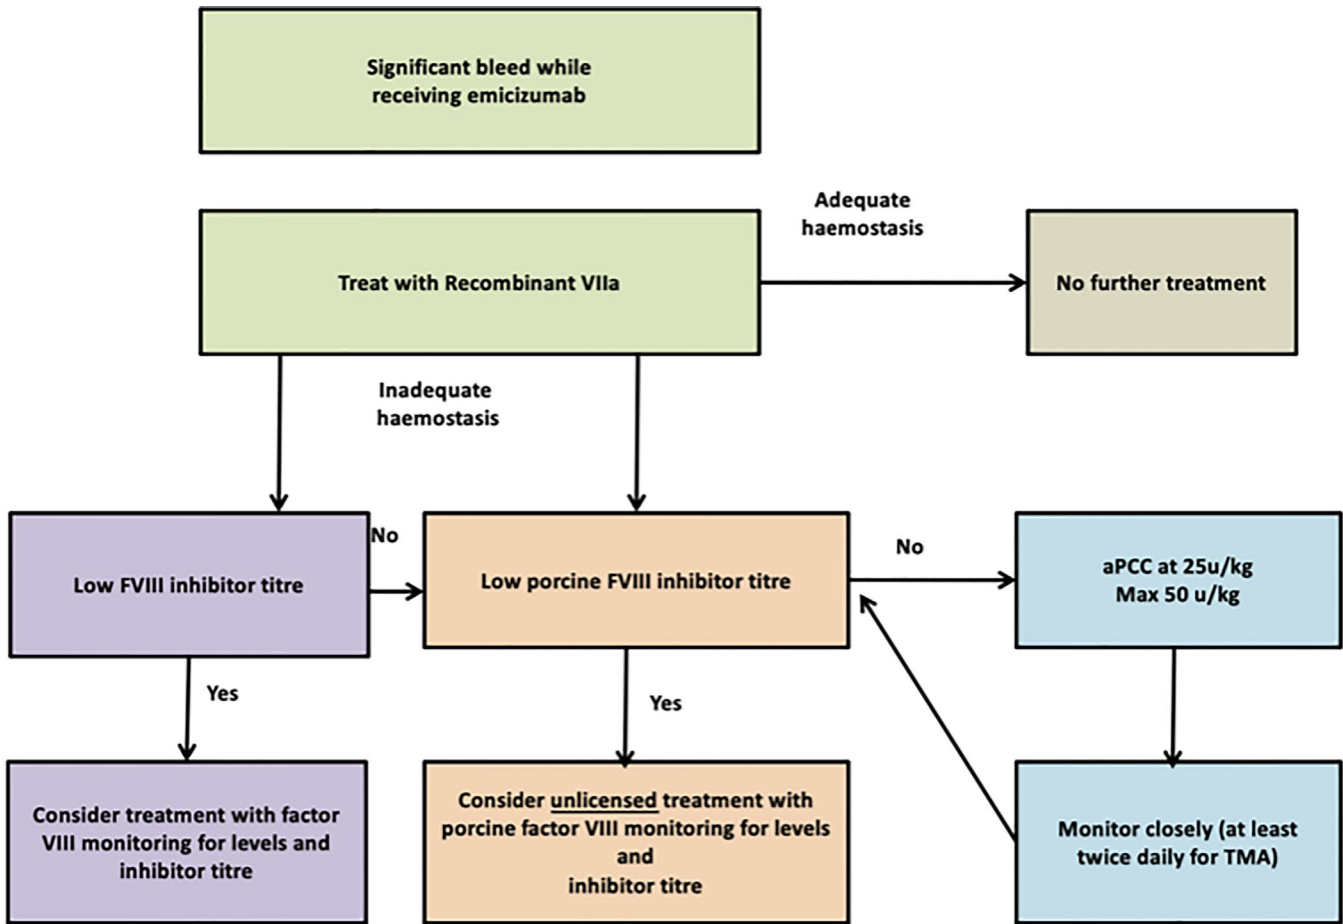 Significant bleed while
receiving emicizumab
Treat with Recombinant VIIa
Adequate
haemostasis
No further treatment
Inadequate
haemostasis
Low FVIII inhibitor titre
No
Low porcine FVIII inhibitor titre
No
aPCC at 25u/kg
Max 50 u/kg
Yes
Yes
Consider treatment with factor
VIII monitoring for levels and
inhibitor titre
Consider unlicensed treatment with
porcine factor VIII monitoring for levels
and
inhibitor titre
Monitor closely (at least
twice daily for TMA)